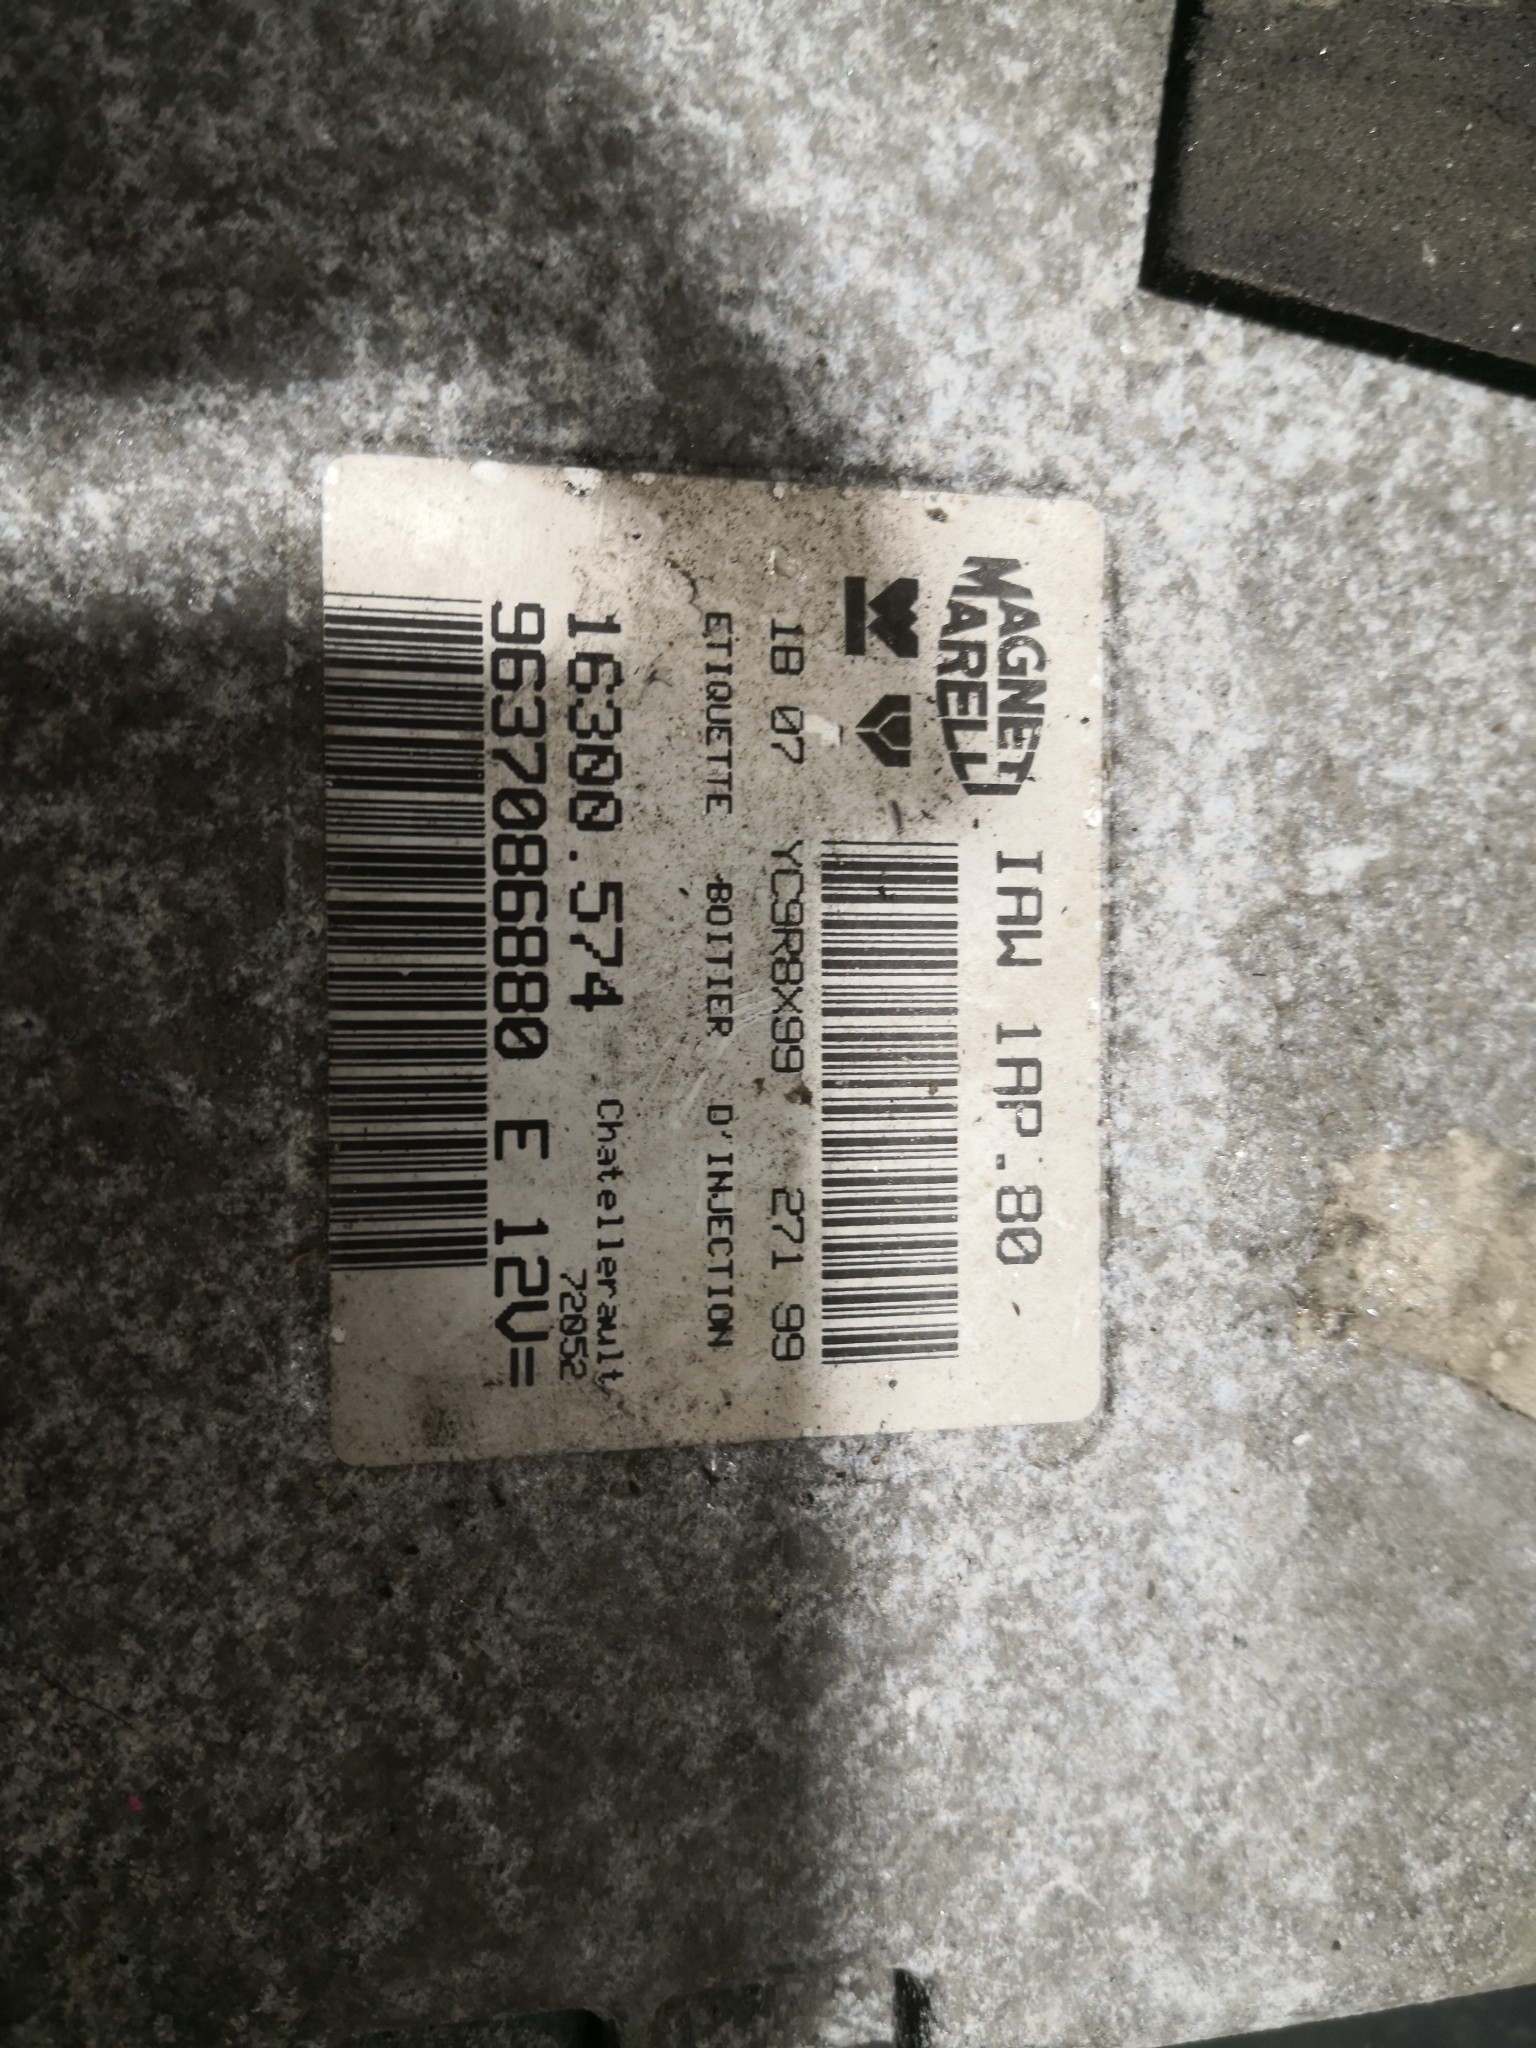 MAGNETI
MARELLI
IAW 1AP.80
18 07 YC9R8X99 271 99
ETIQUETTE BOITIER D'INJECTION
16300.574 Chatellerault
72052
9637086880 E 12V=